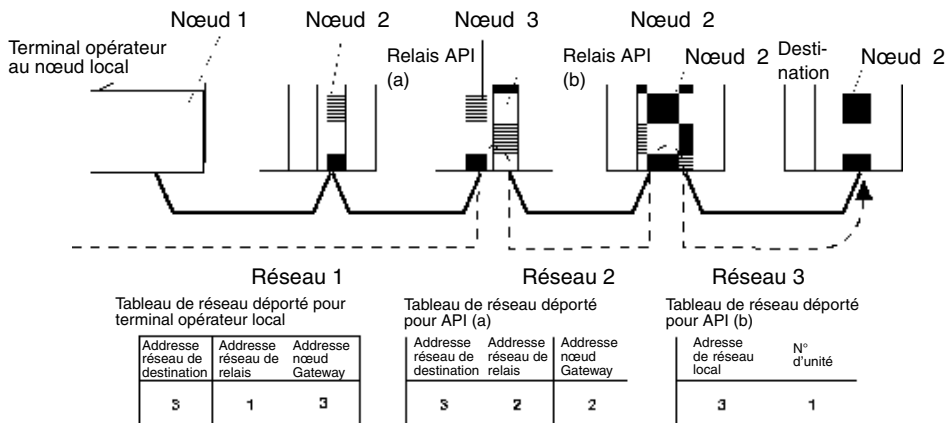 Nœud 1
Nœud 2
Nœud 3
Nœud 2
Terminal opérateur
au nœud local
Relais API
(a)
Relais API
(b)
Nœud 2
Desti-
nation
Nœud 2
Réseau 1
Réseau 2
Réseau 3
Tableau de réseau déporté pour
terminal opérateur local
Addresse
réseau de
destination
Addresse
réseau de
relais
Addresse
nœud
Gateway
3
1
3
Tableau de réseau déporté
pour API (a)
Addresse
réseau de
destination
Addresse
réseau de
relais
Addresse
nœud
Gateway
3
2
2
Tableau de réseau déporté
pour API (b)
Adresse
de réseau
local
N°
d'unité
3
1